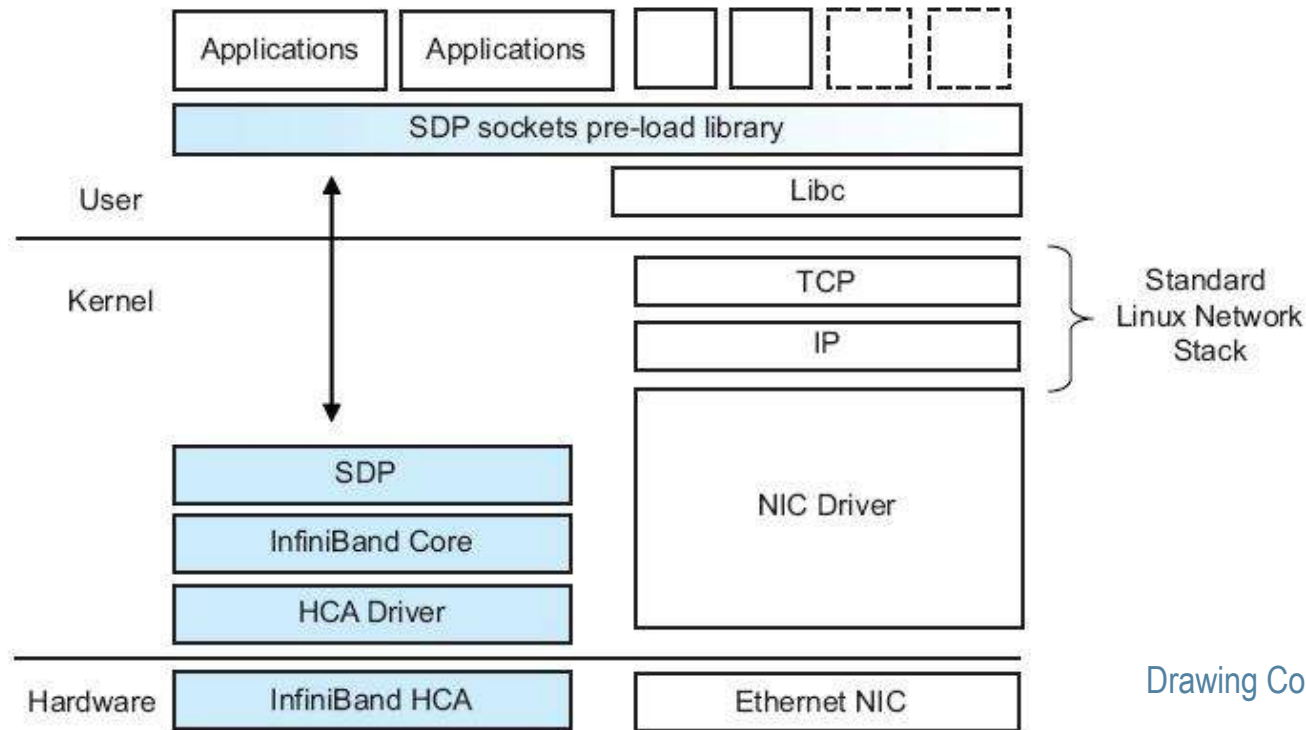 Applications
Applications
SDP sockets pre-load library
Libc
User
Kernel
TCP
IP
Standard
Linux Network
Stack
SDP
InfiniBand Core
HCA Driver
NIC Driver
Hardware
InfiniBand HCA
Ethernet NIC
Drawing Co